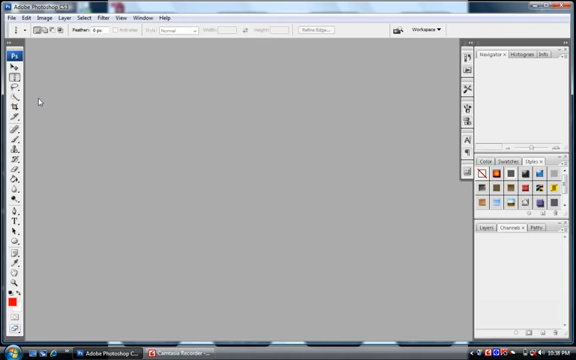 Adobe Photoshop CS3
File Edit Image Layer Select Filter View Window Help
Feather: 0 px Anti-alias Style: Normal Width: Height: Refine Edge... Workspace
Ps
Navigator × Histogram Info
Color Swatches Styles ×
Layers Channels × Paths
Adobe Photoshop C... Camtasia Recorder -... 10:38 PM